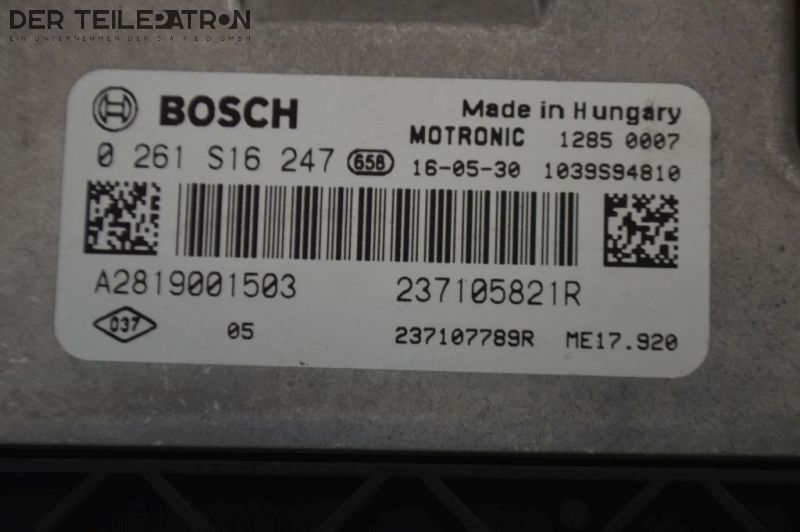 DER TEILEPATRON
EIN UNTERNEHMEN DER S A Y E D GMBH
BOSCH Made in Hungary
MOTRONIC 1285 0007
0 261 S16 247 658 16-05-30 1039S94810
A2819001503 237105821R
037 05 237107789R ME17.920